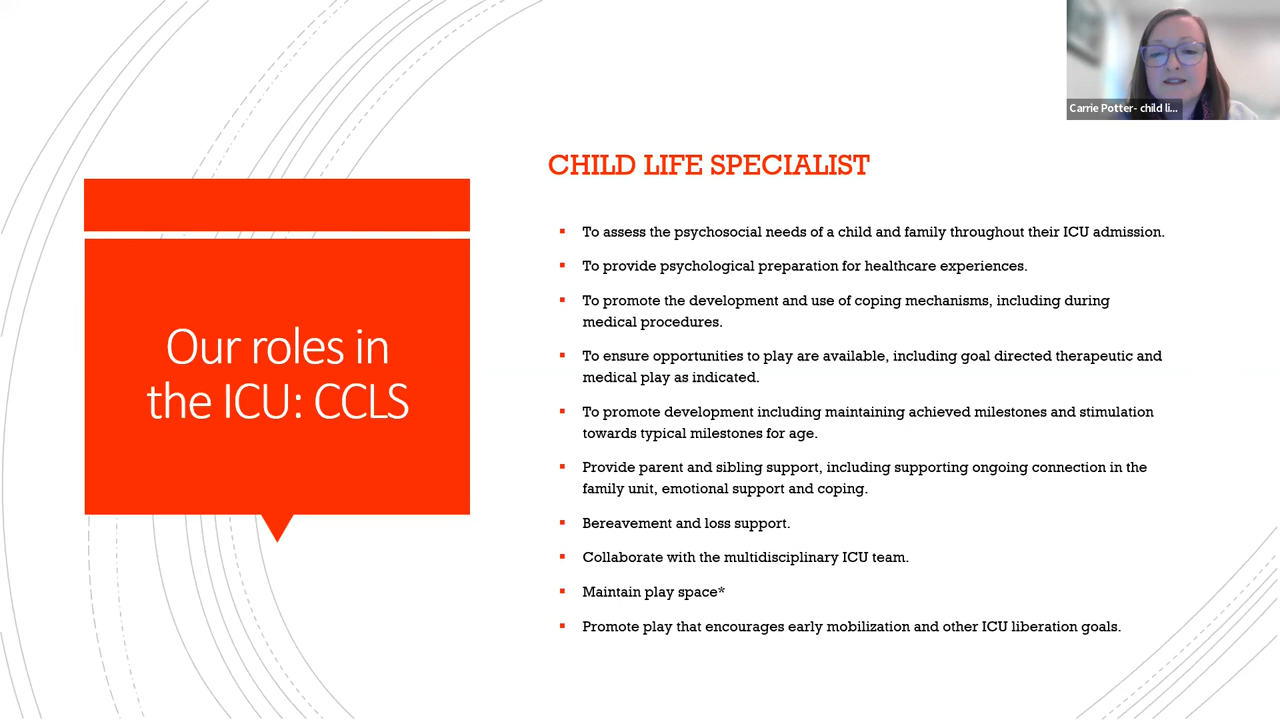 Carrie Potter- child li...
CHILD LIFE SPECIALIST
Our roles in
the ICU: CCLS
To assess the psychosocial needs of a child and family throughout their ICU admission.
To provide psychological preparation for healthcare experiences.
To promote the development and use of coping mechanisms, including during
medical procedures.
To ensure opportunities to play are available, including goal directed therapeutic and
medical play as indicated.
To promote development including maintaining achieved milestones and stimulation
towards typical milestones for age.
Provide parent and sibling support, including supporting ongoing connection in the
family unit, emotional support and coping.
Bereavement and loss support.
Collaborate with the multidisciplinary ICU team.
Maintain play space*
Promote play that encourages early mobilization and other ICU liberation goals.